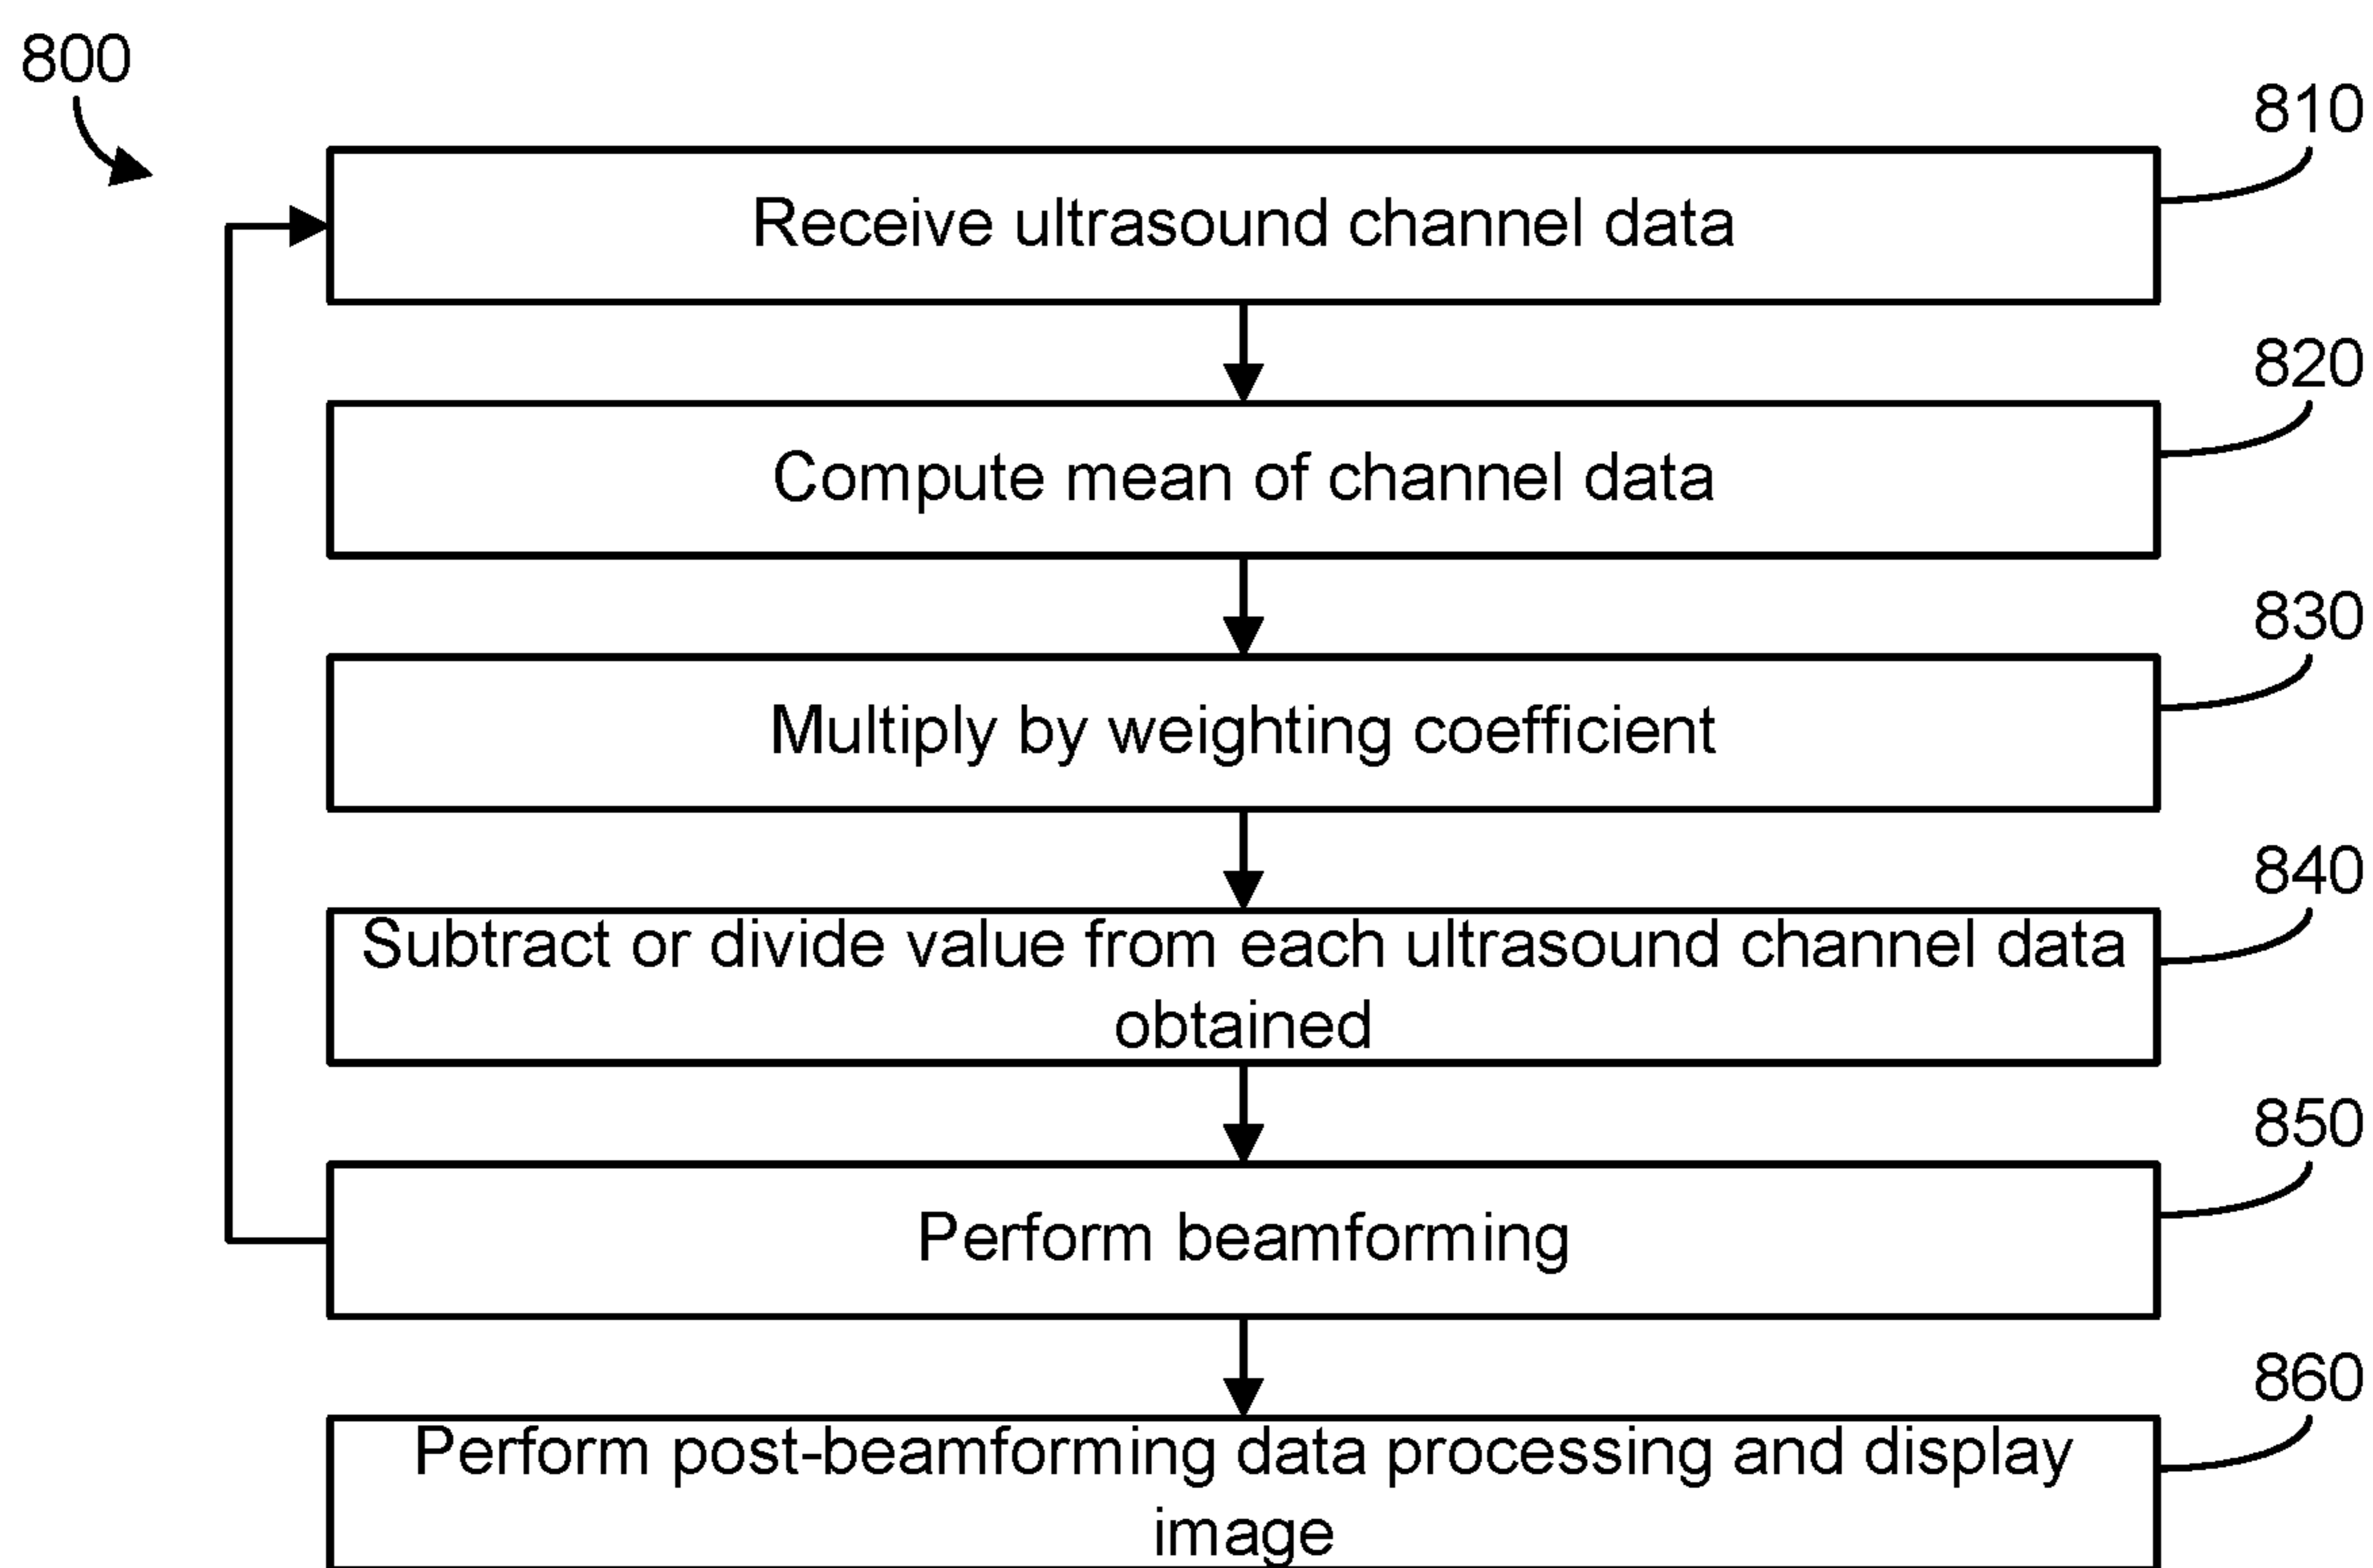 800
810
Receive ultrasound channel data
820
Compute mean of channel data
830
Multiply by weighting coefficient
840
Subtract or divide value from each ultrasound channel data
obtained
850
Perform beamforming
860
Perform post-beamforming data processing and display
image